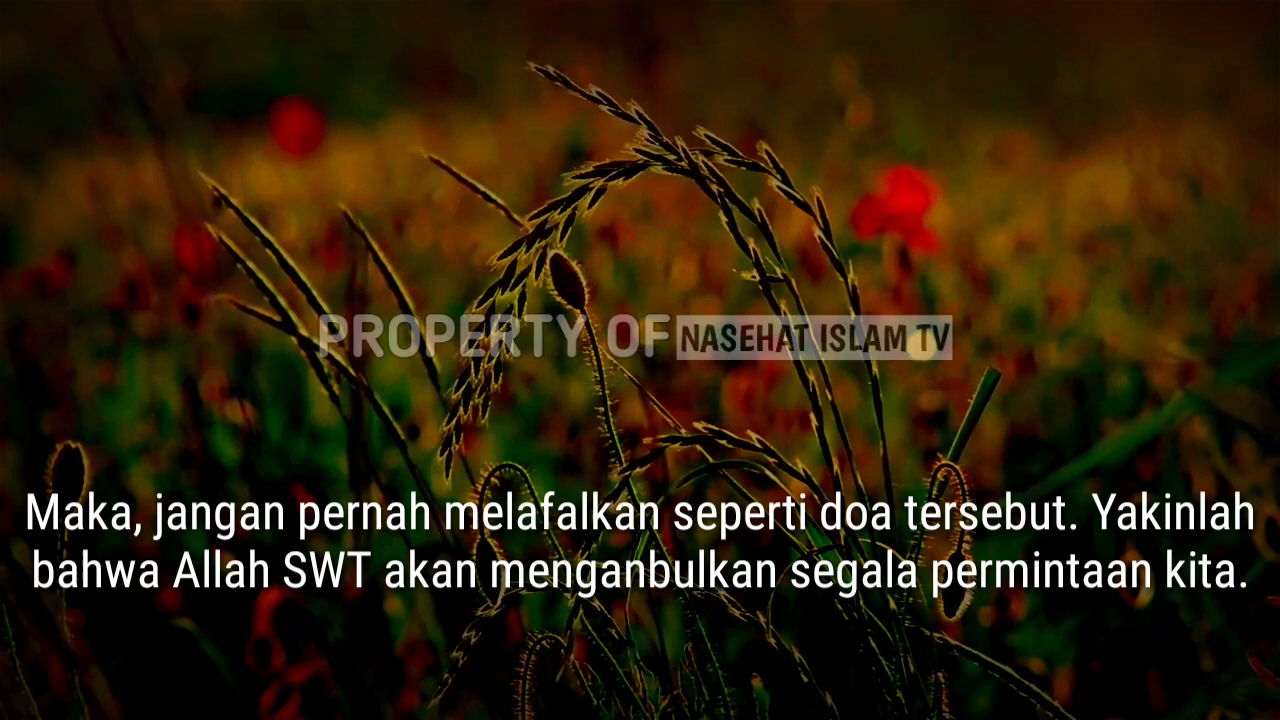 PROPERTY OF NASEHAT ISLAM TV
Maka, jangan pernah melafalkan seperti doa tersebut. Yakinlah
bahwa Allah SWT akan menganbulkan segala permintaan kita.